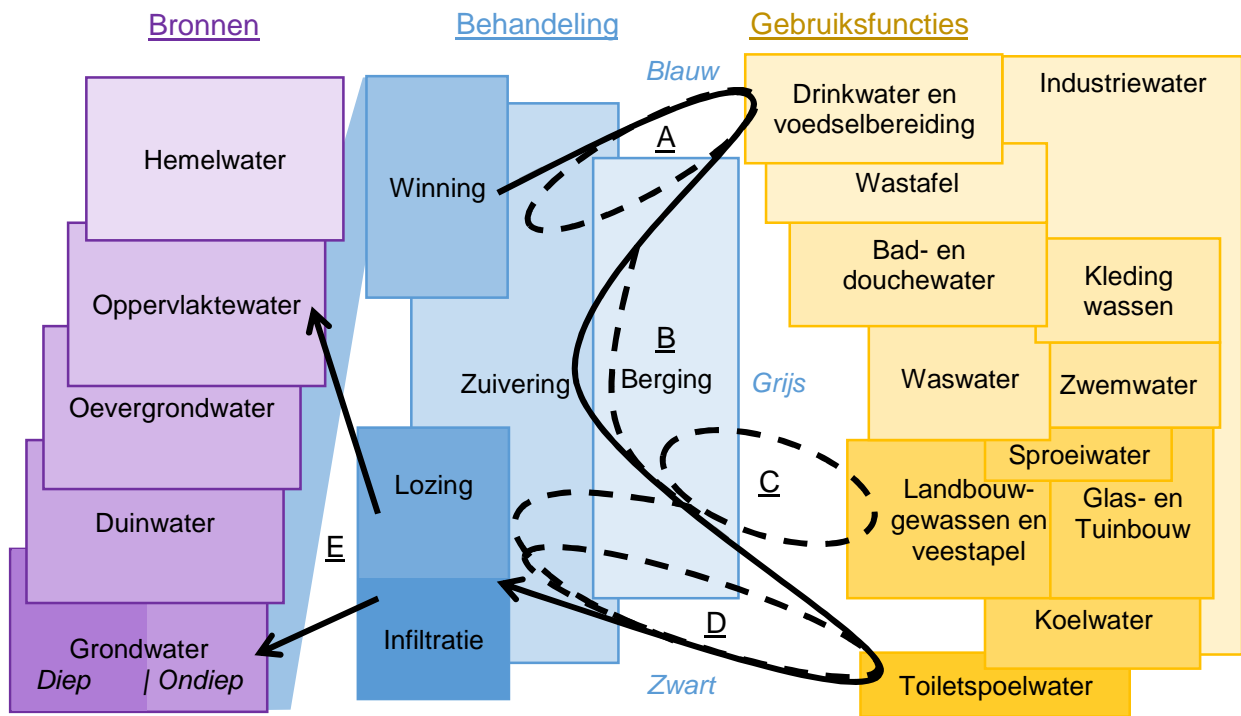 Bronnen
Behandeling
Gebruiksfuncties
Hemelwater
Oppervlaktewater
Oevergrondwater
Duinwater
Grondwater
Diep | Ondiep
Winning
Zuivering
Berging
Lozing
Infiltratie
Blauw
Grijs
Zwart
A
B
C
D
E
Drinkwater en
voedselbereiding
Industriewater
Wastafel
Bad- en
douchewater
Kleding
wassen
Waswater
Zwemwater
Sproeiwater
Landbouw-
gewassen en
veestapel
Glas- en
Tuinbouw
Koelwater
Toiletspoelwater